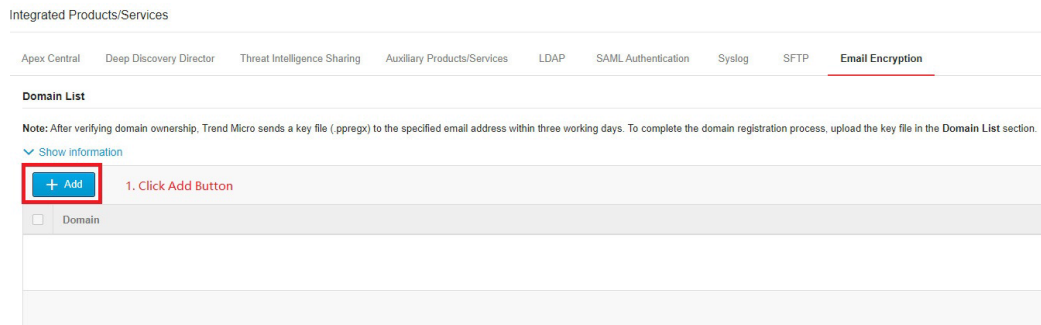 Integrated Products/Services
Apex Central Deep Discovery Director Threat Intelligence Sharing Auxiliary Products/Services LDAP SAML Authentication Syslog SFTP Email Encryption
Domain List
Note: After verifying domain ownership, Trend Micro sends a key file (.ppregx) to the specified email address within three working days. To complete the domain registration process, upload the key file in the Domain List section.
Show information
+ Add 1. Click Add Button
Domain